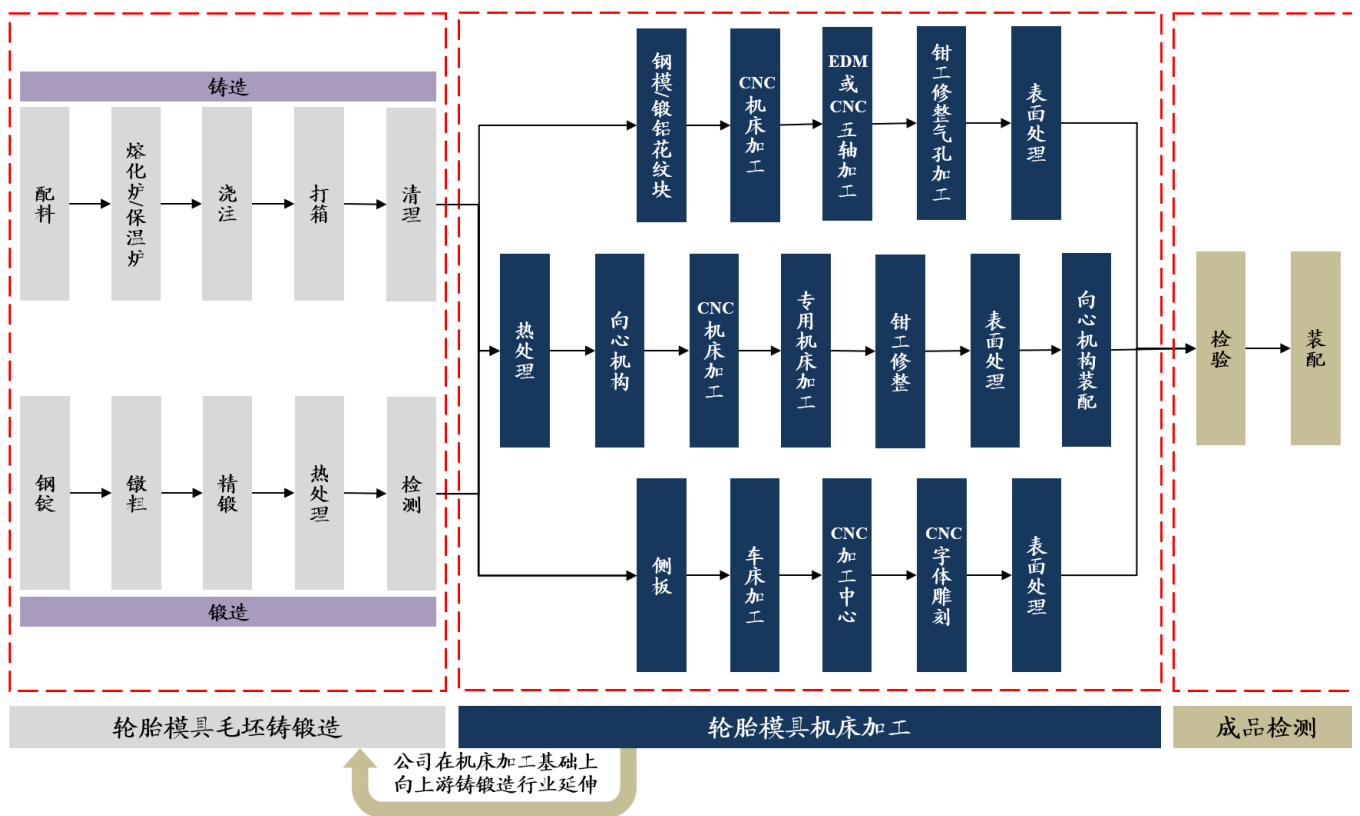 铸造
配料
熔化炉/保温炉
浇注
打箱
清理
钢锭
镦粗
精锻
热处理
检测
锻造
轮胎模具毛坯铸锻造
钢模/锻铝花纹块
CNC机床加工
EDM或CNC五轴加工
钳工修整气孔加工
表面处理
热处理
向心机构
CNC机床加工
专用机床加工
钳工修整
表面处理
向心机构装配
侧板
车床加工
CNC加工中心
CNC字体雕刻
表面处理
轮胎模具机床加工
检验
装配
成品检测
公司在机床加工基础上
向上游铸锻造行业延伸